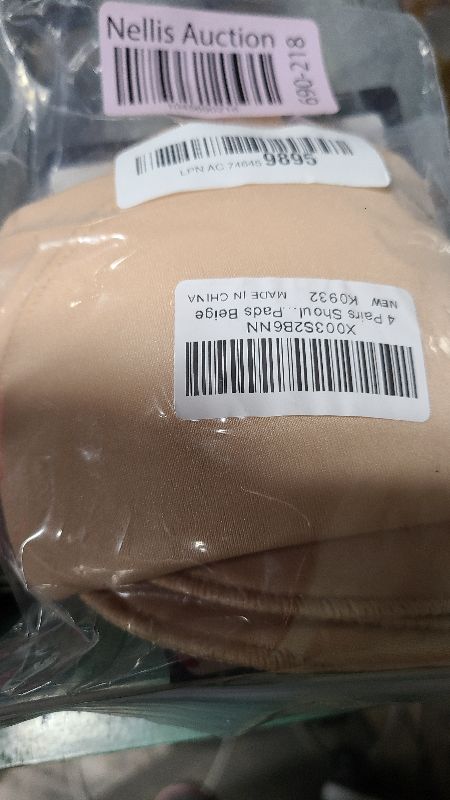 Nellis Auction
690-218
LPN AC 74645 9895
X003S2B6NN
4 Pairs Shoul...Pads Beige
NEW K0932 MADE IN CHINA